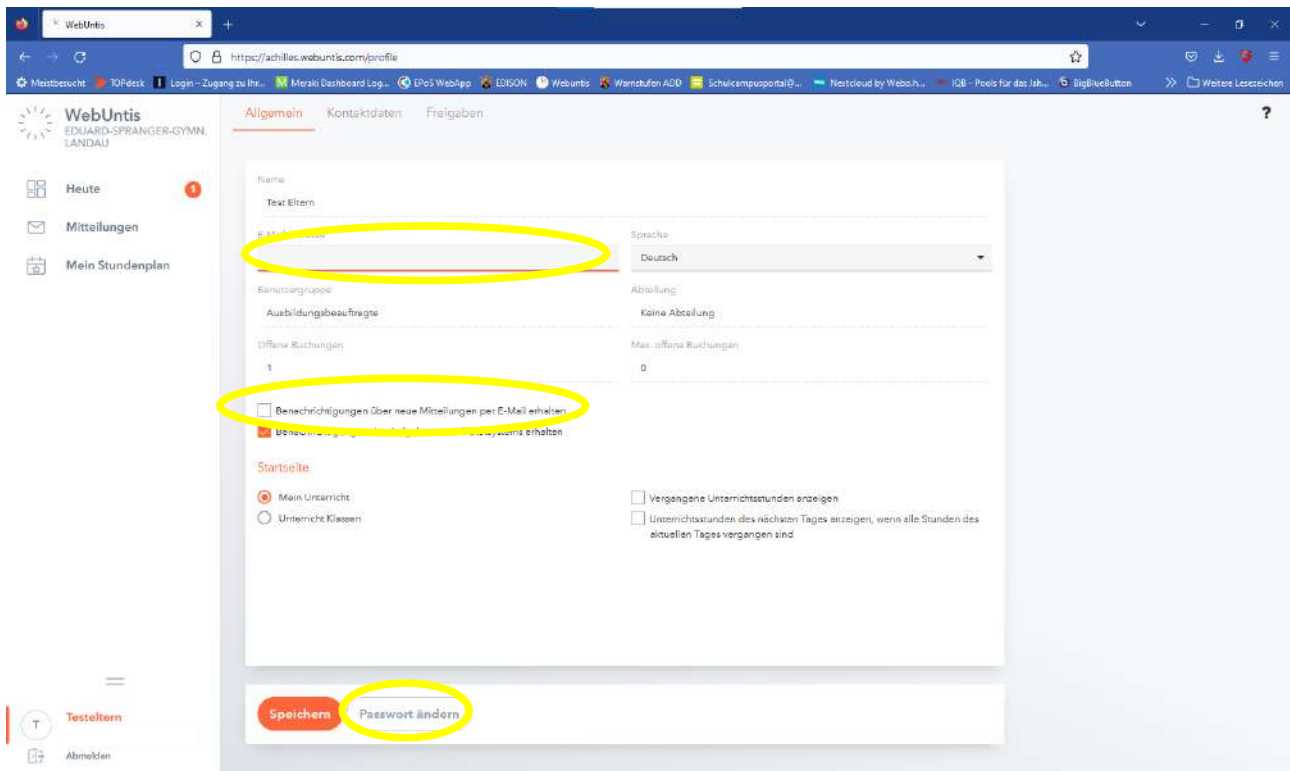 WebUntis
https://achilles.webuntis.com/profile
Meistbesucht TOPdesk Login – Zugang zu Ihr... Meraki Dashboard Log... EPoS WebApp EDISON Webuntis Warnstufen ADD Schulcampusportal@... Nextcloud by Webo.h... IQB - Pools für das Jah... BigBlueButton Weitere Lesezeichen
WebUntis
EDUARD-SPRANGER-GYMN.
LANDAU
Allgemein Kontaktdaten Freigaben
?
Heute 1
Mitteilungen
Mein Stundenplan
Name
Test Eltern
Sprache
Deutsch
Benutzergruppe Abteilung
Ausbildungsbeauftragte Keine Abteilung
Offene Buchungen Max. offene Buchungen
1 0
Benachrichtigungen über neue Mitteilungen per E-Mail erhalten
erhalten
Startseite
Mein Unterricht
Unterricht Klassen
Vergangene Unterrichtsstunden anzeigen
Unterrichtsstunden des nächsten Tages anzeigen, wenn alle Stunden des
aktuellen Tages vergangen sind
Speichern Passwort ändern
T Testeltern
Abmelden